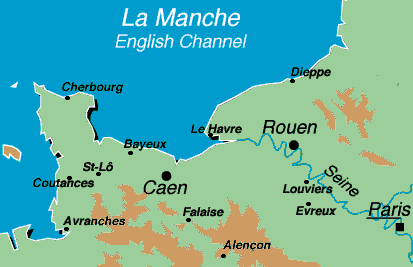 La Manche
English Channel
Dieppe
Cherbourg
Le Havre
Rouen
Bayeux
St-Lô
Caen
Coutances
Seine
Louviers
Evreux
Paris
Avranches
Falaise
Alençon